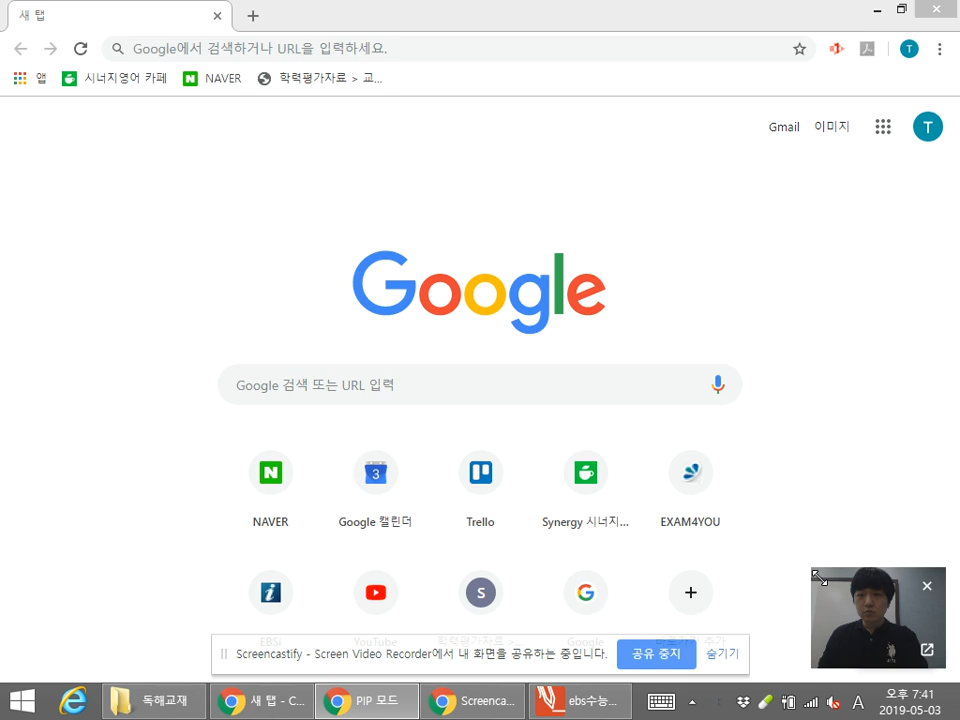 새 탭
Google에서 검색하거나 URL을 입력하세요.
앱
시너지영어 카페
NAVER
학력평가자료 > 교...
Gmail
이미지
T
Google
Google 검색 또는 URL 입력
NAVER
Google 캘린더
Trello
Synergy 시너지...
EXAM4YOU
EBSi
YouTube
학력평가자료 >...
Google
바로가기 추가
Screencastify - Screen Video Recorder에서 내 화면을 공유하는 중입니다.
공유 중지
숨기기
독해교재
새 탭 - C...
PIP 모드
Screenca...
ebs수능...
A
오후 7:41
2019-05-03